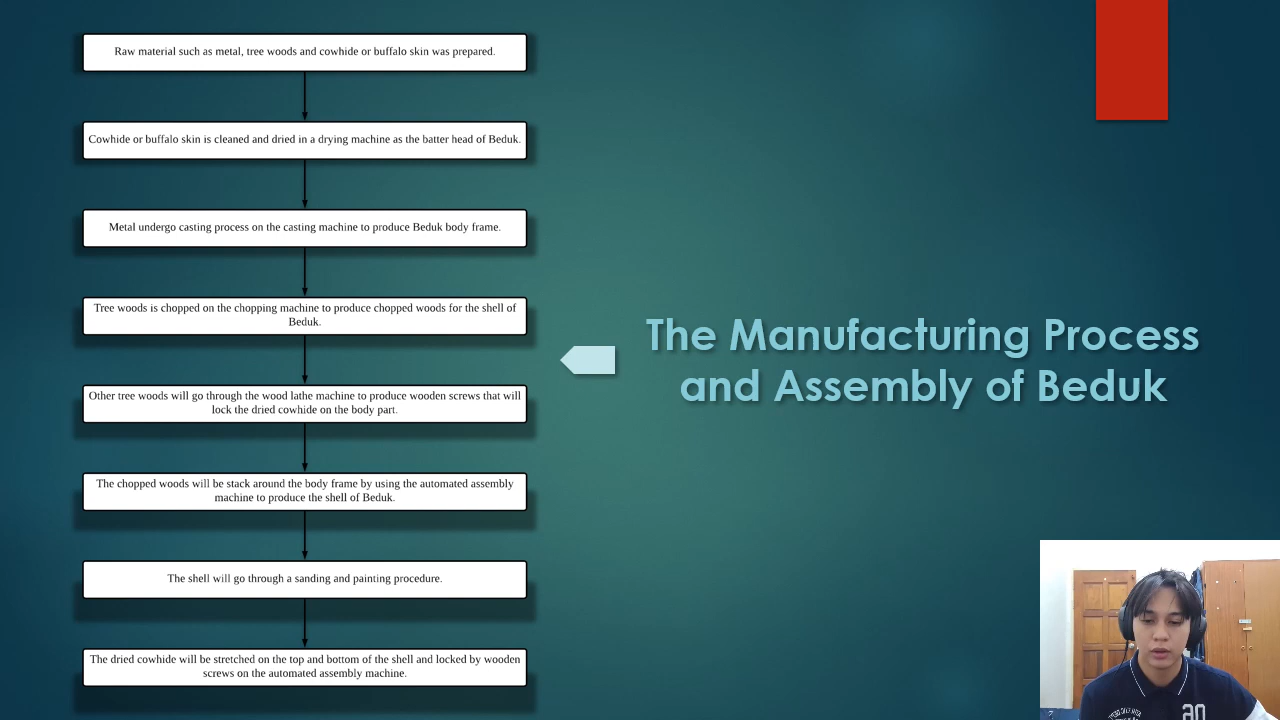 Raw material such as metal, tree woods and cowhide or buffalo skin was prepared.
Cowhide or buffalo skin is cleaned and dried in a drying machine as the batter head of Beduk.
Metal undergo casting process on the casting machine to produce Beduk body frame.
Tree woods is chopped on the chopping machine to produce chopped woods for the shell of
Beduk.
Other tree woods will go through the wood lathe machine to produce wooden screws that will
lock the dried cowhide on the body part.
The chopped woods will be stack around the body frame by using the automated assembly
machine to produce the shell of Beduk.
The shell will go through a sanding and painting procedure.
The dried cowhide will be stretched on the top and bottom of the shell and locked by wooden
screws on the automated assembly machine.
The Manufacturing Process
and Assembly of Beduk